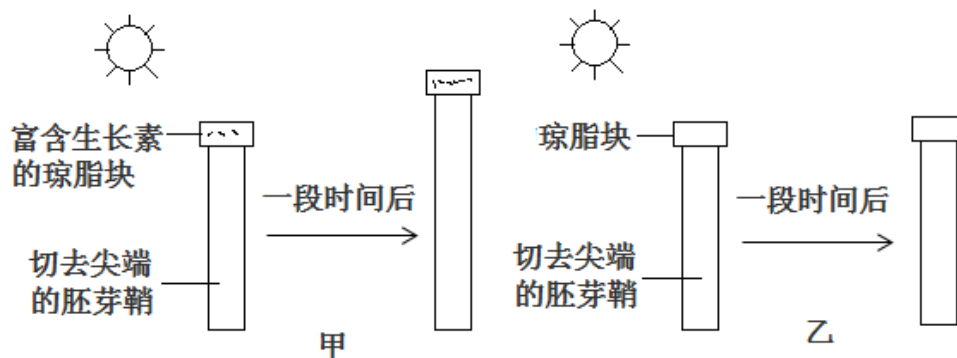 富含生长素
的琼脂块
一段时间后
切去尖端
的胚芽鞘
甲
琼脂块
一段时间后
切去尖端
的胚芽鞘
乙